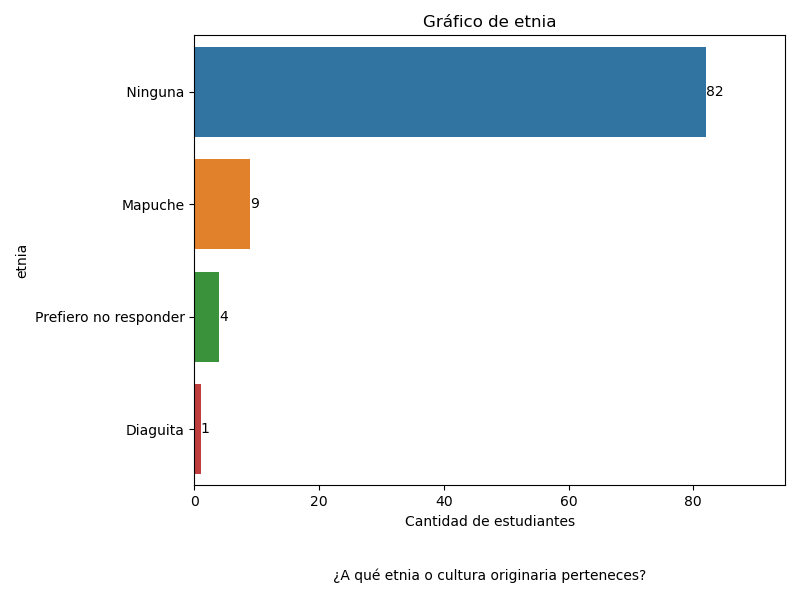 Gráfico de etnia
Ninguna
82
Mapuche
9
Prefiero no responder
4
Diaguita
1
etnia
0 20 40 60 80
Cantidad de estudiantes
¿A qué etnia o cultura originaria perteneces?